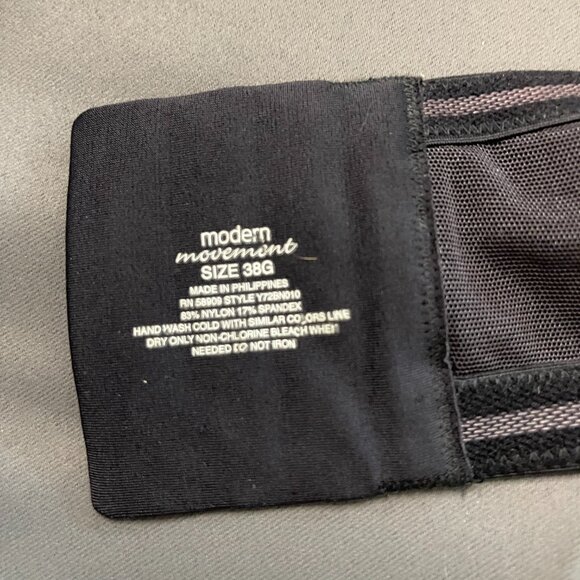 modern
movement
SIZE 38G
MADE IN PHILIPPINES
RN 58909 STYLE Y72BN010
83% NYLON 17% SPANDEX
HAND WASH COLD WITH SIMILAR COLORS LINE
DRY ONLY NON-CHLORINE BLEACH WHEN
NEEDED DO NOT IRON